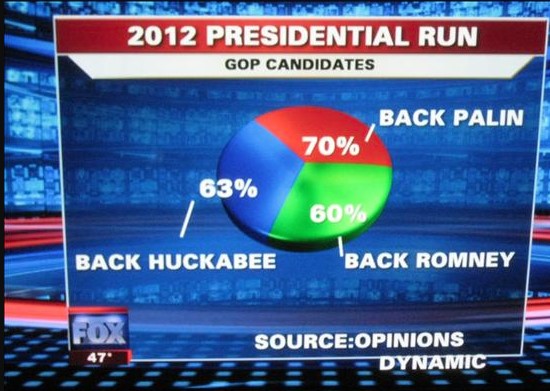 2012 PRESIDENTIAL RUN
GOP CANDIDATES
BACK PALIN
70%
63%
60%
BACK HUCKABEE
BACK ROMNEY
FOX
47°
SOURCE:OPINIONS
DYNAMIC